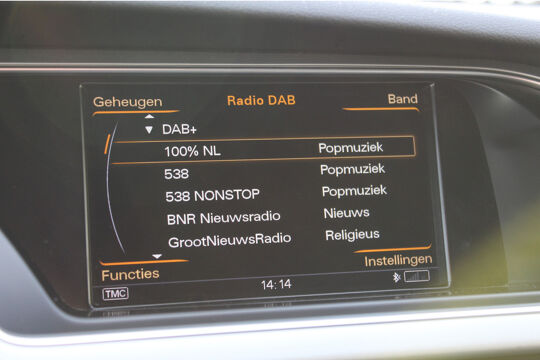 Geheugen Radio DAB Band
DAB+
100% NL Popmuziek
538 Popmuziek
538 NONSTOP Popmuziek
BNR Nieuwsradio Nieuws
GrootNieuwsRadio Religieus
Functies Instellingen
TMC 14:14